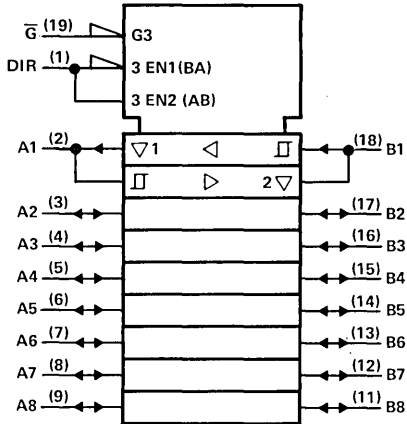 G̅ (19) G3
DIR (1) 3 EN1 (BA)
3 EN2 (AB)
A1 (2) ▽ 1 (18) B1
2 ▽
A2 (3) (17) B2
A3 (4) (16) B3
A4 (5) (15) B4
A5 (6) (14) B5
A6 (7) (13) B6
A7 (8) (12) B7
A8 (9) (11) B8